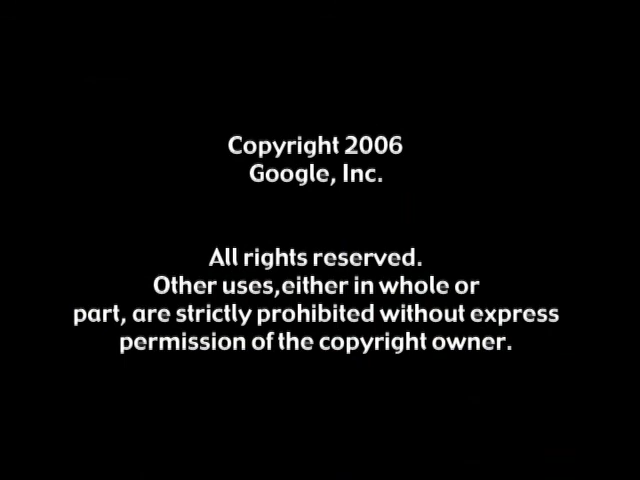 Copyright 2006
Google, Inc.
All rights reserved.
Other uses,either in whole or
part, are strictly prohibited without express
permission of the copyright owner.